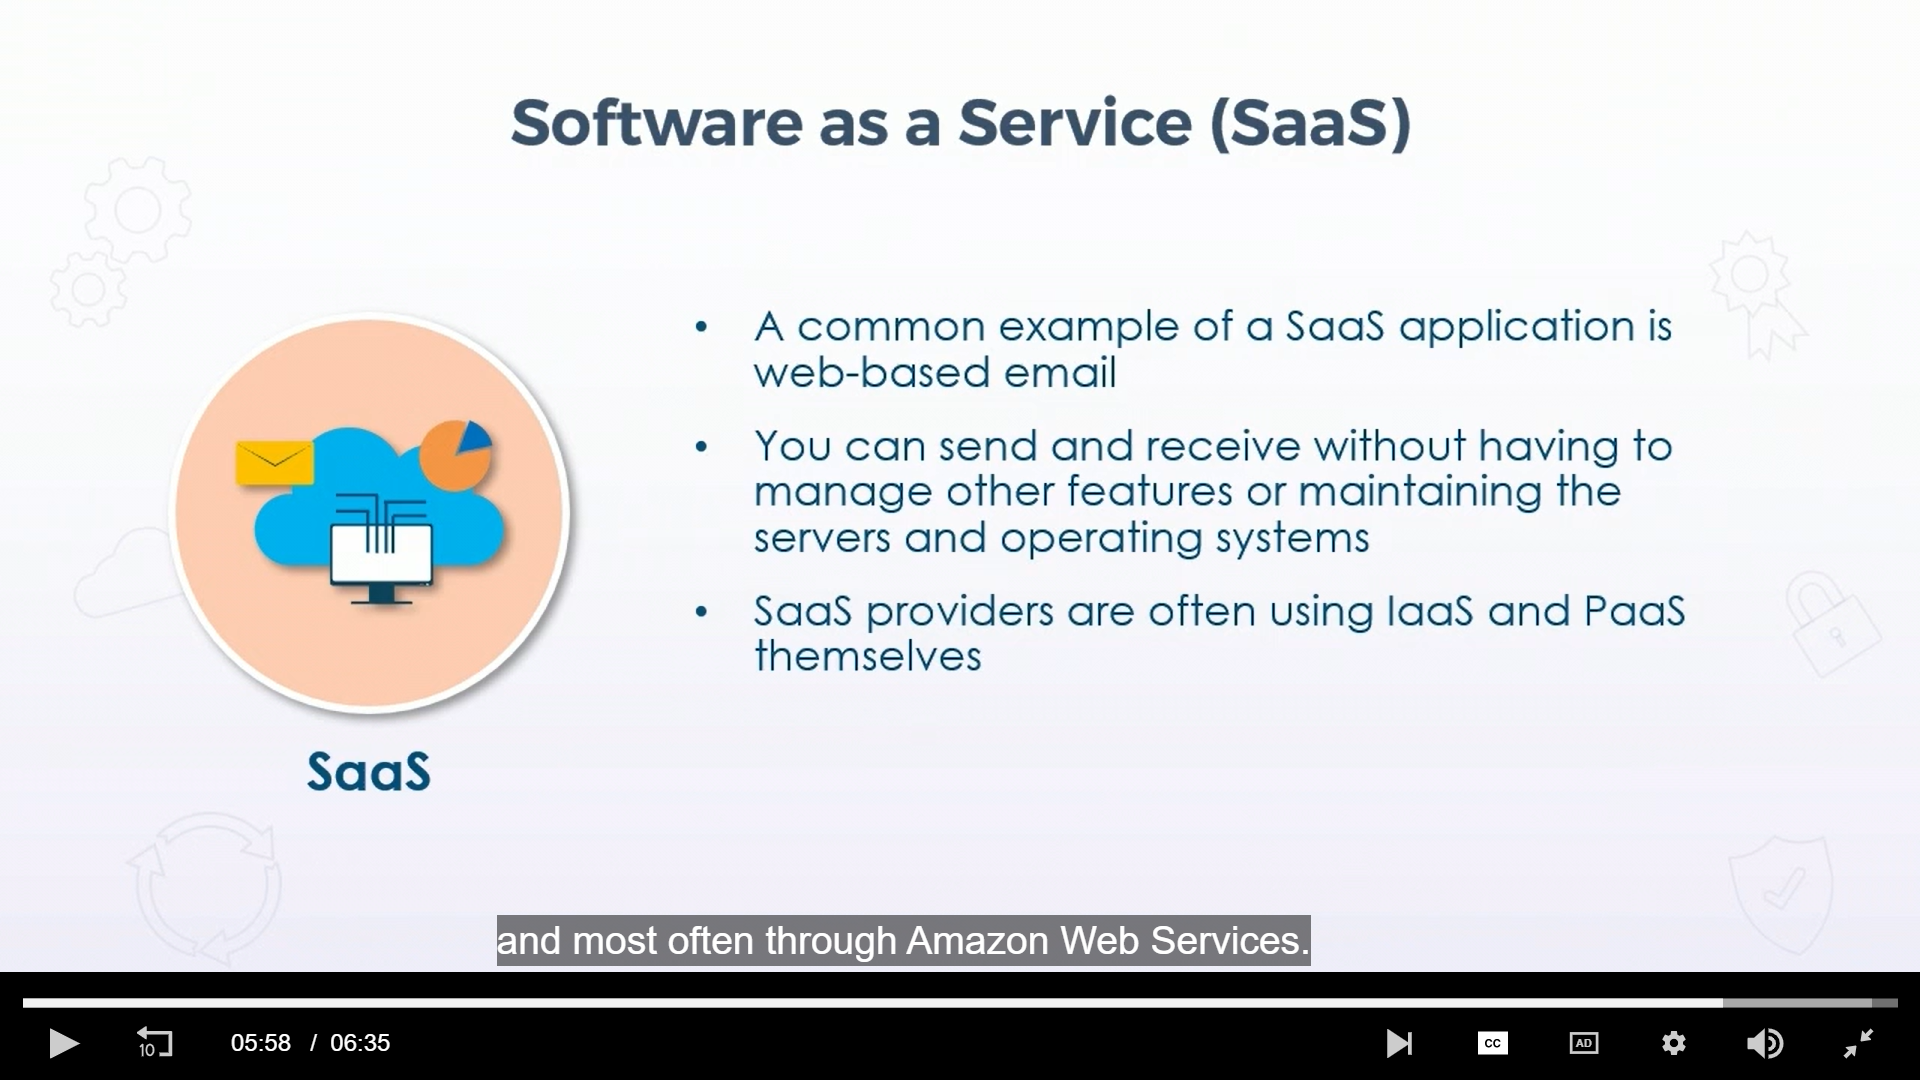 Software as a Service (SaaS)
• A common example of a SaaS application is
web-based email
• You can send and receive without having to
manage other features or maintaining the
servers and operating systems
• SaaS providers are often using IaaS and PaaS
themselves
SaaS
and most often through Amazon Web Services.
10
05:58 / 06:35
CC
AD